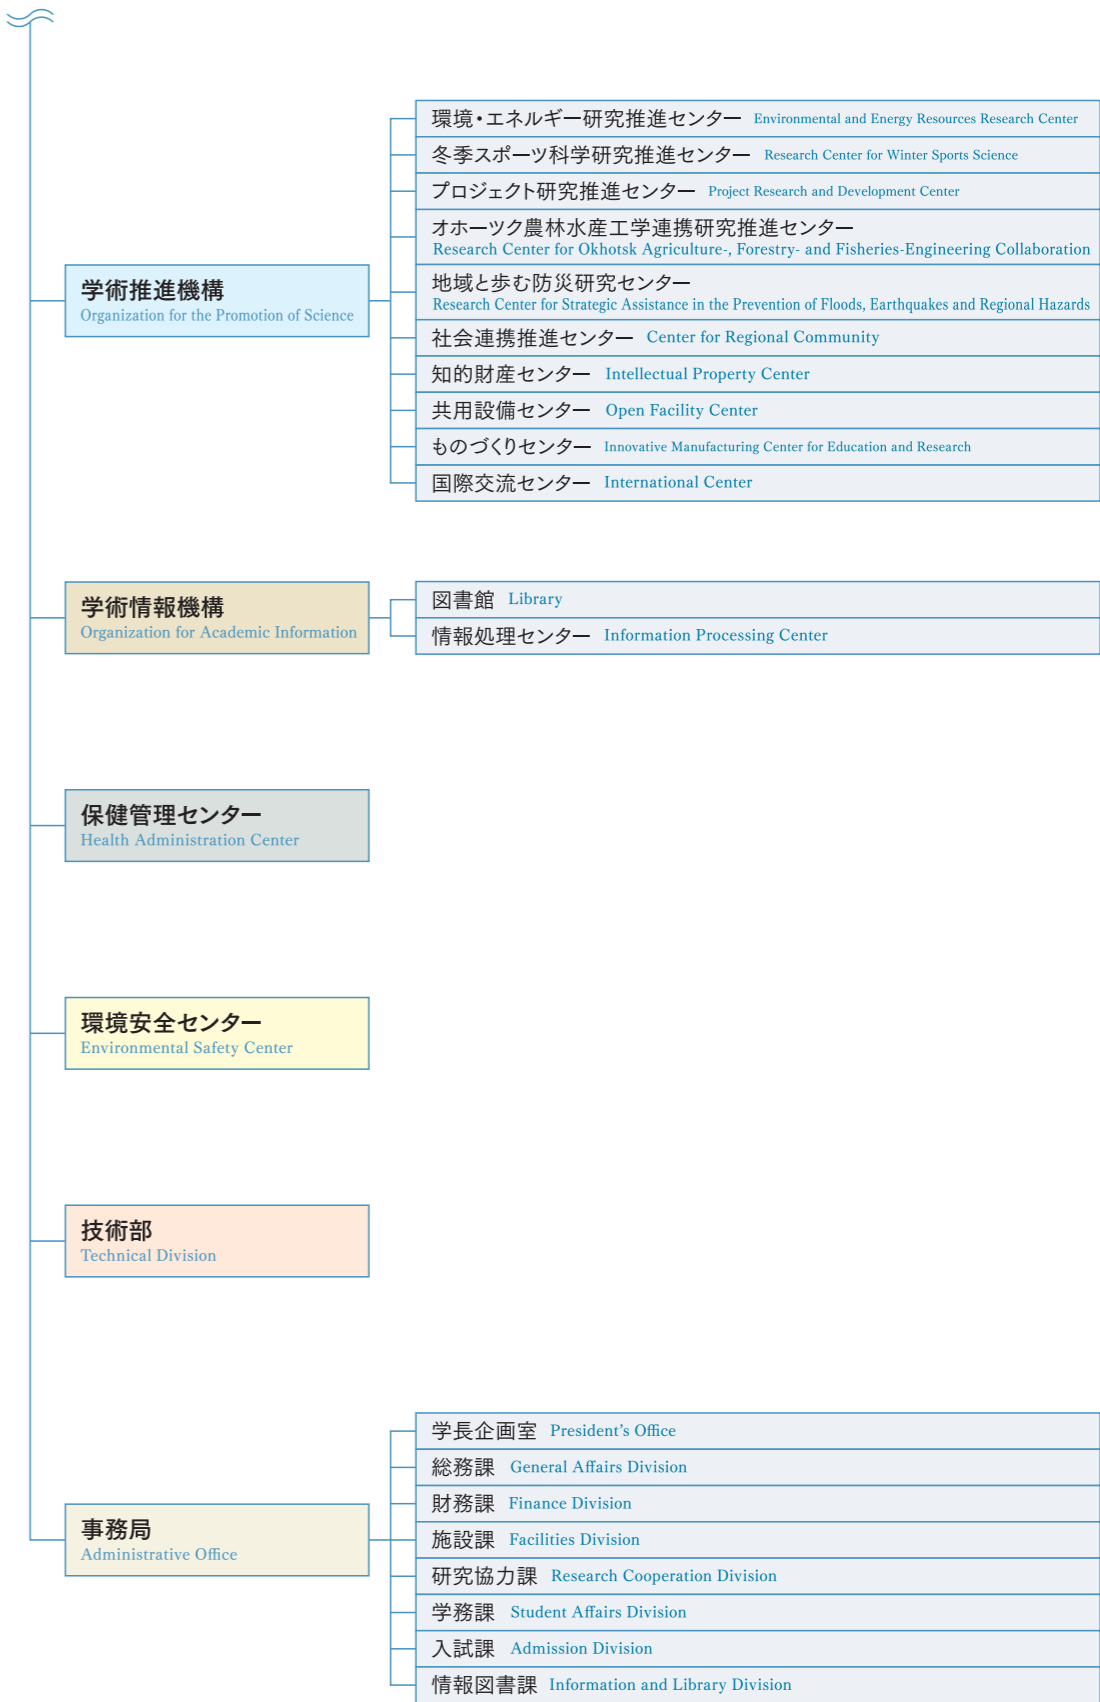 学術推進機構
Organization for the Promotion of Science
環境・エネルギー研究推進センター Environmental and Energy Resources Research Center
冬季スポーツ科学研究推進センター Research Center for Winter Sports Science
プロジェクト研究推進センター Project Research and Development Center
オホーツク農林水産工学連携研究推進センター
Research Center for Okhotsk Agriculture-, Forestry- and Fisheries-Engineering Collaboration
地域と歩む防災研究センター
Research Center for Strategic Assistance in the Prevention of Floods, Earthquakes and Regional Hazards
社会連携推進センター Center for Regional Community
知的財産センター Intellectual Property Center
共用設備センター Open Facility Center
ものづくりセンター Innovative Manufacturing Center for Education and Research
国際交流センター International Center
学術情報機構
Organization for Academic Information
図書館 Library
情報処理センター Information Processing Center
保健管理センター
Health Administration Center
環境安全センター
Environmental Safety Center
技術部
Technical Division
事務局
Administrative Office
学長企画室 President's Office
総務課 General Affairs Division
財務課 Finance Division
施設課 Facilities Division
研究協力課 Research Cooperation Division
学務課 Student Affairs Division
入試課 Admission Division
情報図書課 Information and Library Division